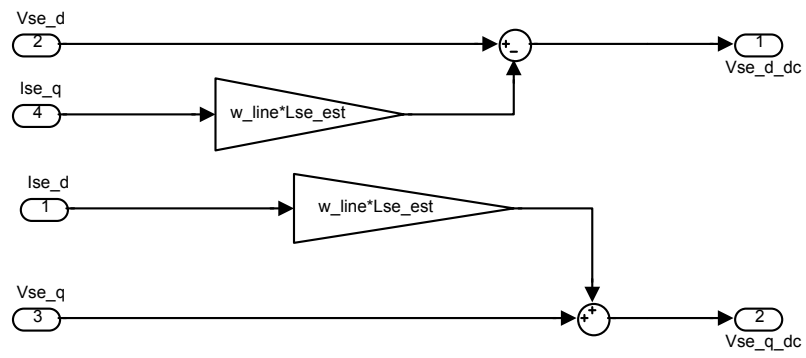 Vse_d
2
+
−
1
Vse_d_dc
Ise_q
4
w_line*Lse_est
Ise_d
1
w_line*Lse_est
Vse_q
3
+
+
2
Vse_q_dc